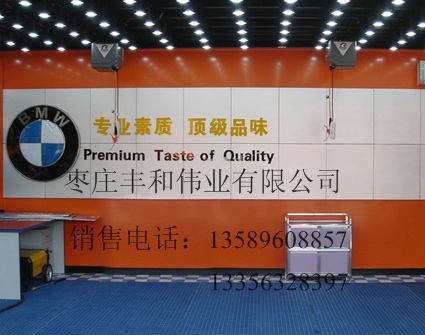 BMW
专业素质 顶级品味
Premium Taste of Quality
枣庄丰和伟业有限公司
销售电话：13589608857
13356328397